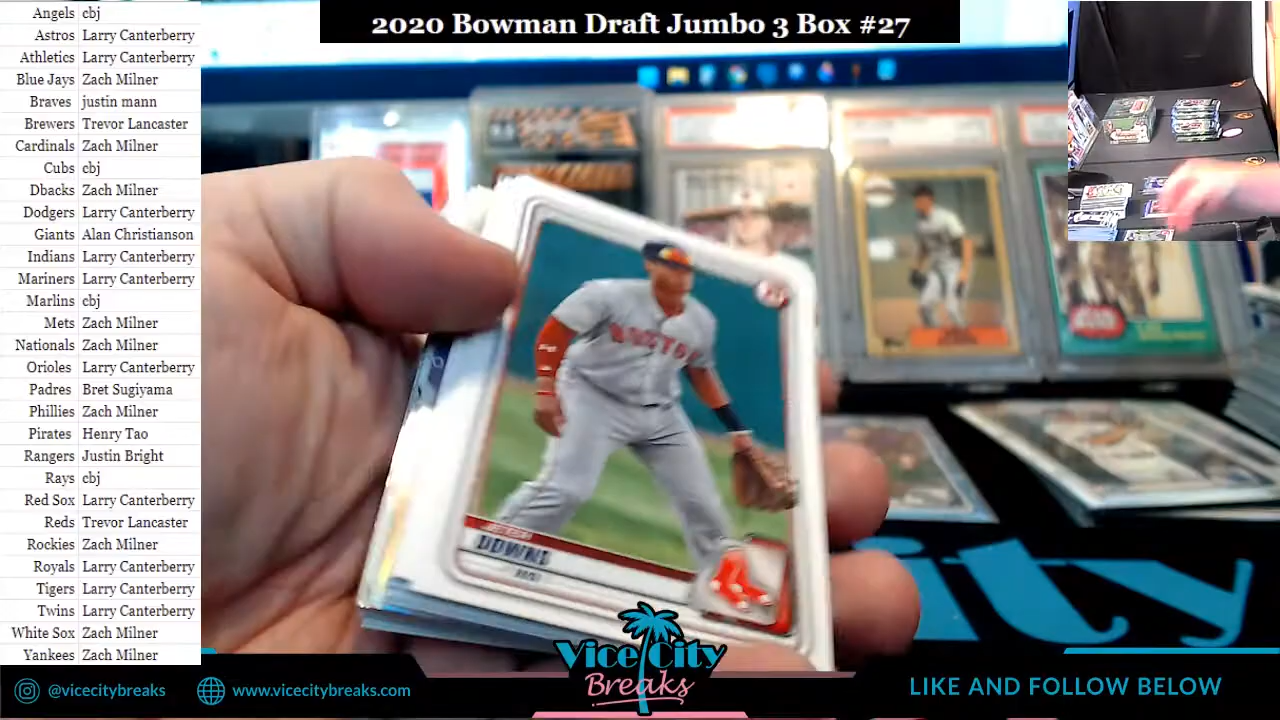 2020 Bowman Draft Jumbo 3 Box #27
Angels cbj
Astros Larry Canterberry
Athletics Larry Canterberry
Blue Jays Zach Milner
Braves justin mann
Brewers Trevor Lancaster
Cardinals Zach Milner
Cubs cbj
Dbacks Zach Milner
Dodgers Larry Canterberry
Giants Alan Christianson
Indians Larry Canterberry
Mariners Larry Canterberry
Marlins cbj
Mets Zach Milner
Nationals Zach Milner
Orioles Larry Canterberry
Padres Bret Sugiyama
Phillies Zach Milner
Pirates Henry Tao
Rangers Justin Bright
Rays cbj
Red Sox Larry Canterberry
Reds Trevor Lancaster
Rockies Zach Milner
Royals Larry Canterberry
Tigers Larry Canterberry
Twins Larry Canterberry
White Sox Zach Milner
Yankees Zach Milner
BOSTON
DOWNS
Vice City
Breaks
@vicecitybreaks
www.vicecitybreaks.com
LIKE AND FOLLOW BELOW